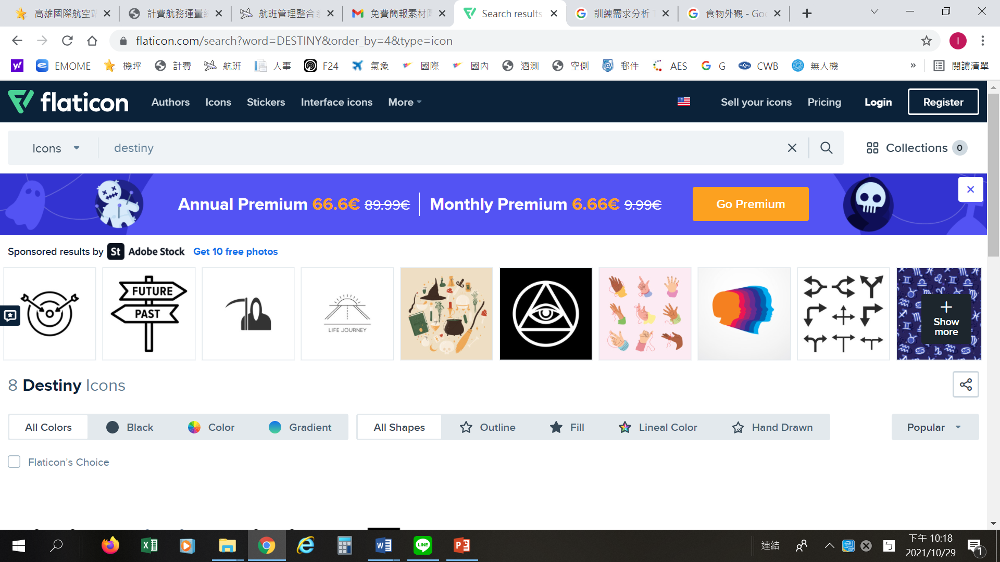 高雄國際航空站
計費航務運量
航班管理整合
免費簡報素材
Search results
訓練需求分析
食物外觀 - Goo
flaticon.com/search?word=DESTINY&order_by=4&type=icon
EMOME 機坪 計費 航班 人事 F24 氣象 國際 國內 酒測 空側 郵件 AES G CWB 無人機 » 閱讀清單
flaticon Authors Icons Stickers Interface icons More Sell your icons Pricing Login Register
Icons destiny Collections 0
Annual Premium 66.6€ 89.99€ Monthly Premium 6.66€ 9.99€ Go Premium
Sponsored results by St Adobe Stock Get 10 free photos
FUTURE
PAST
LIFE JOURNEY
Show
more
8 Destiny Icons
All Colors Black Color Gradient All Shapes Outline Fill Lineal Color Hand Drawn Popular
Flaticon's Choice
連結
下午 10:18
2021/10/29
1